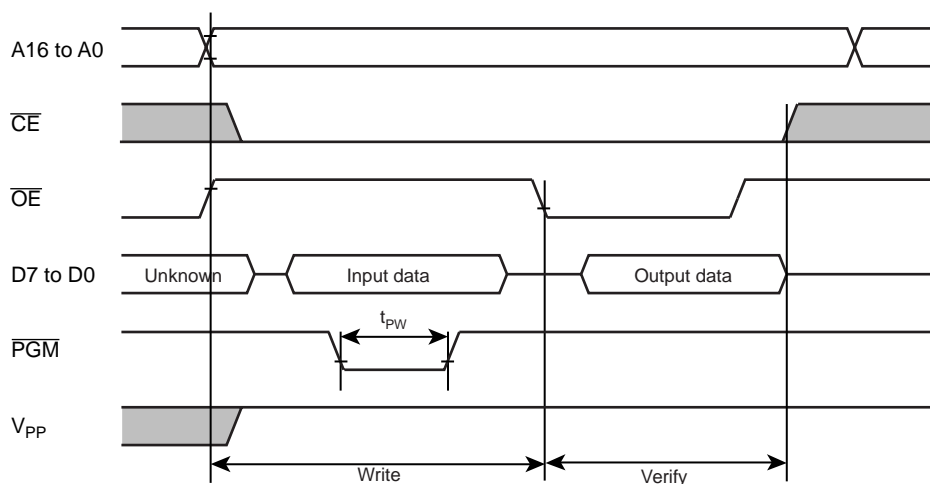 A16 to A0
CE
OE
D7 to D0 Unknown Input data Output data
PGM tPW
VPP
Write Verify